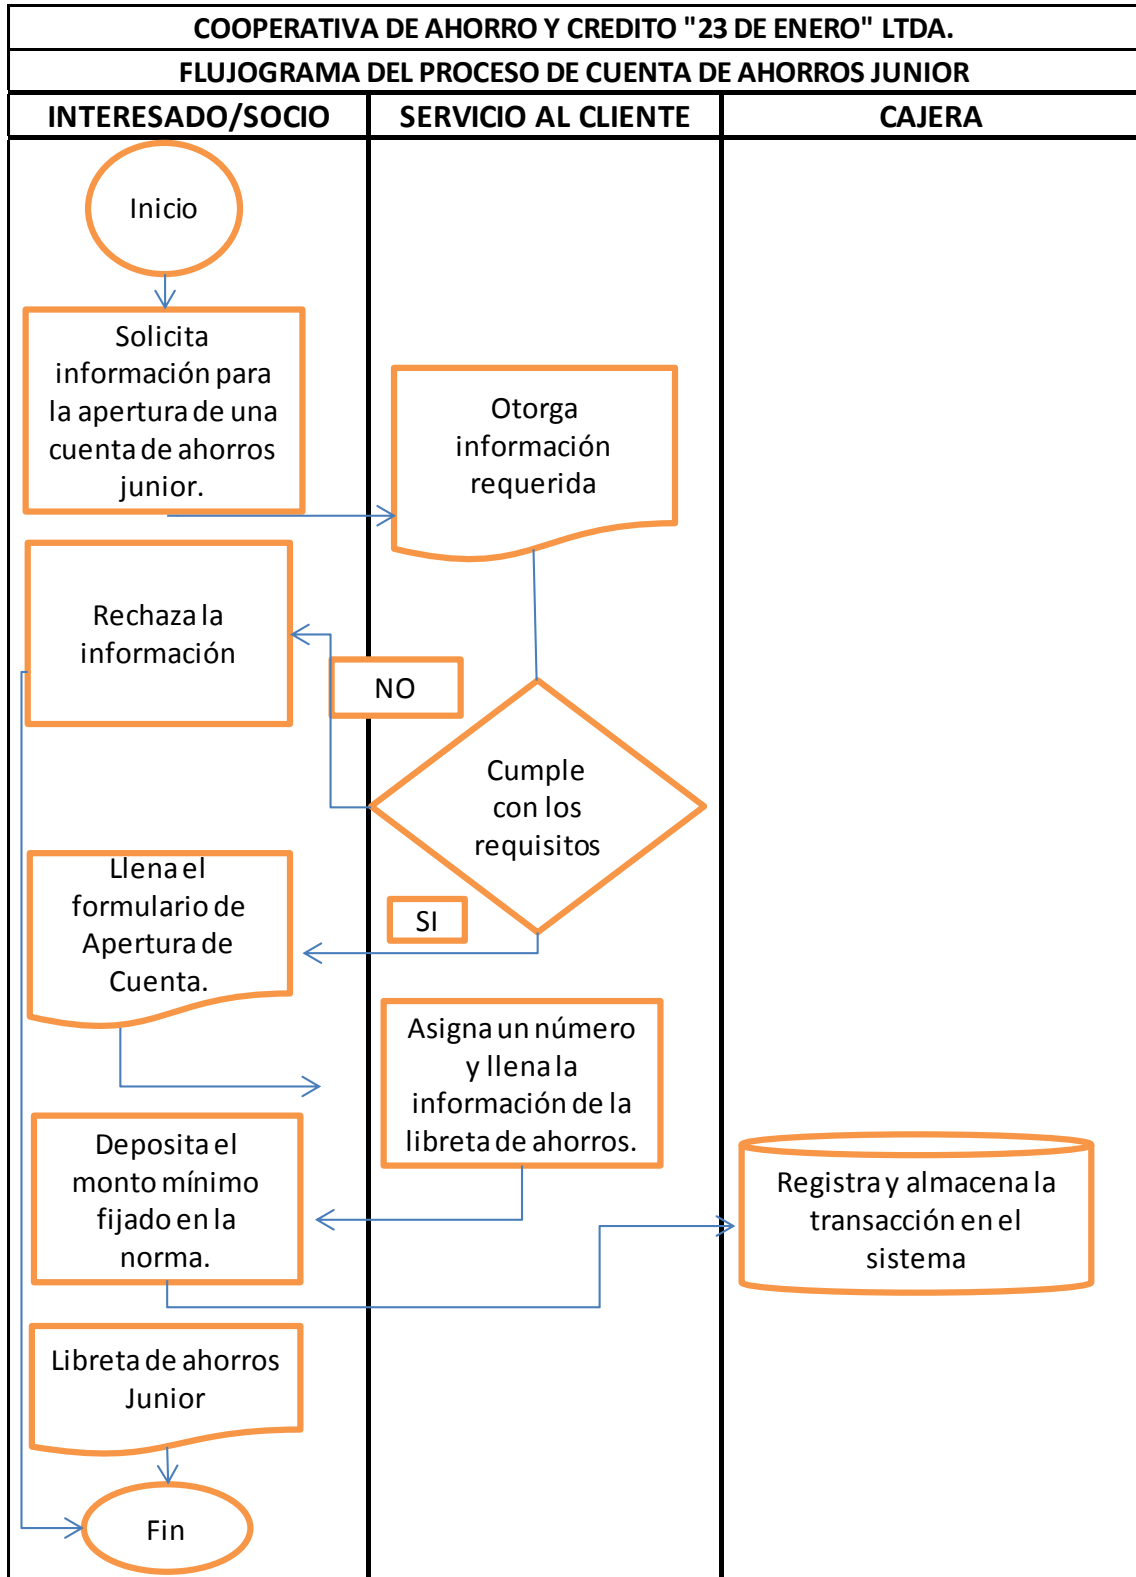 COOPERATIVA DE AHORRO Y CREDITO "23 DE ENERO" LTDA.
FLUJOGRAMA DEL PROCESO DE CUENTA DE AHORROS JUNIOR
INTERESADO/SOCIO
SERVICIO AL CLIENTE
CAJERA
Inicio
Solicita
información para
la apertura de una
cuenta de ahorros
junior.
Otorga
información
requerida
Rechaza la
información
NO
Cumple
con los
requisitos
Llena el
formulario de
Apertura de
Cuenta.
SI
Asigna un número
y llena la
información de la
libreta de ahorros.
Deposita el
monto mínimo
fijado en la
norma.
Registra y almacena la
transacción en el
sistema
Libreta de ahorros
Junior
Fin